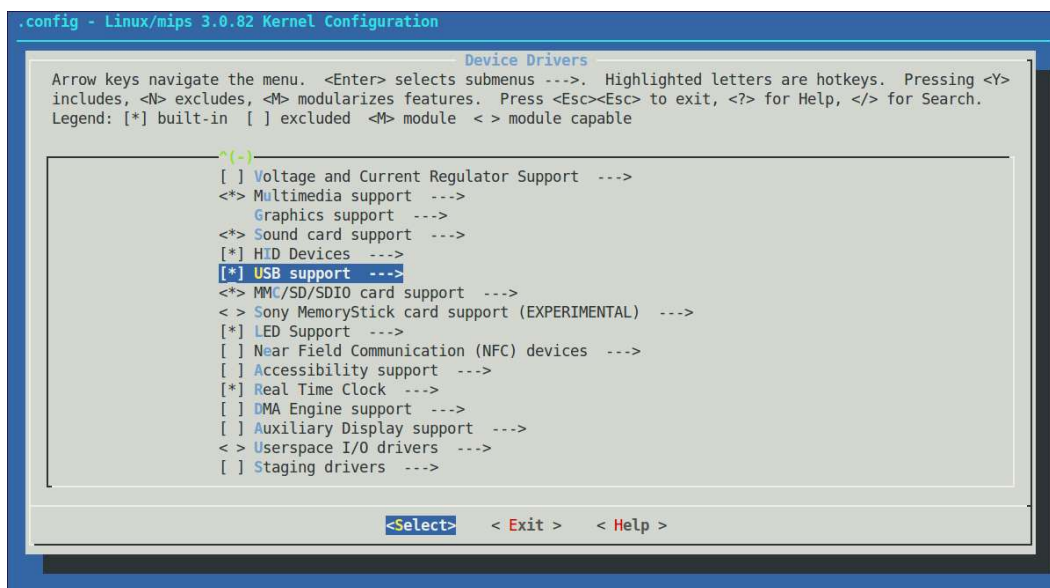 .config - Linux/mips 3.0.82 Kernel Configuration
Device Drivers
Arrow keys navigate the menu.  <Enter> selects submenus --->.  Highlighted letters are hotkeys.  Pressing <Y>
includes, <N> excludes, <M> modularizes features.  Press <Esc><Esc> to exit, <?> for Help, </> for Search.
Legend: [*] built-in  [ ] excluded  <M> module  < > module capable
^(-)
[ ] Voltage and Current Regulator Support  --->
<*> Multimedia support  --->
Graphics support  --->
<*> Sound card support  --->
[*] HID Devices  --->
[*] USB support  --->
<*> MMC/SD/SDIO card support  --->
< > Sony MemoryStick card support (EXPERIMENTAL)  --->
[*] LED Support  --->
[ ] Near Field Communication (NFC) devices  --->
[ ] Accessibility support  --->
[*] Real Time Clock  --->
[ ] DMA Engine support  --->
[ ] Auxiliary Display support  --->
< > Userspace I/O drivers  --->
[ ] Staging drivers  --->
<Select>    < Exit >    < Help >